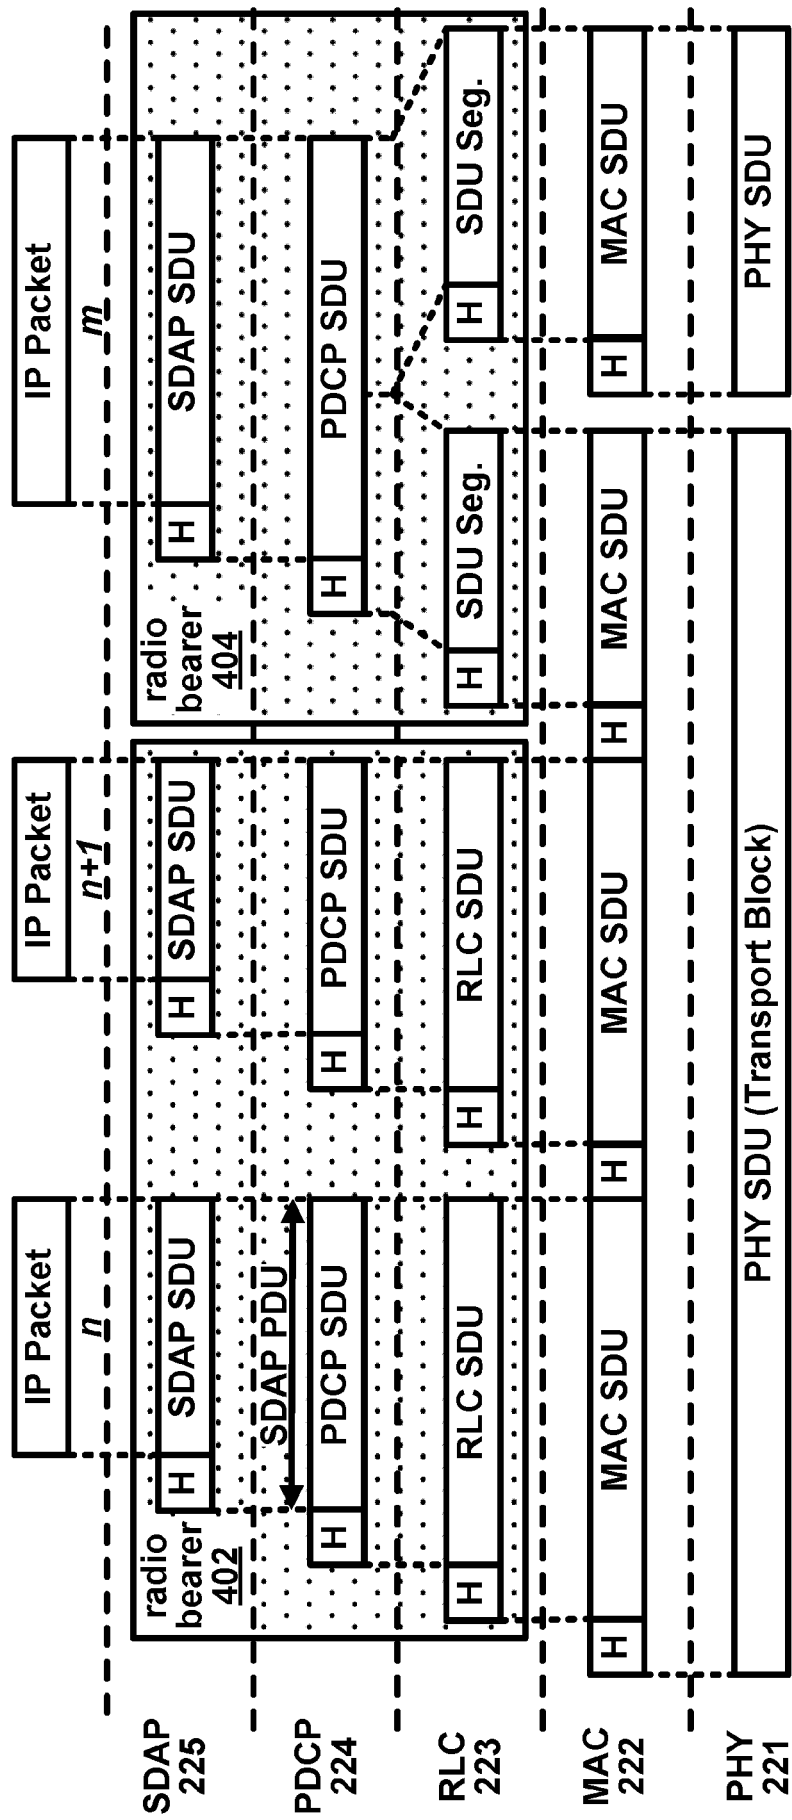 IP Packet
IP Packet
IP Packet
n
n+1
m
SDAP
225
radio
bearer
402
H
SDAP SDU
H
SDAP SDU
radio
bearer
404
H
SDAP SDU
SDAP PDU
PDCP
224
H
PDCP SDU
H
PDCP SDU
H
PDCP SDU
RLC
223
H
RLC SDU
H
RLC SDU
H
SDU Seg.
H
SDU Seg.
MAC
222
H
MAC SDU
H
MAC SDU
H
MAC SDU
H
MAC SDU
PHY
221
PHY SDU (Transport Block)
PHY SDU